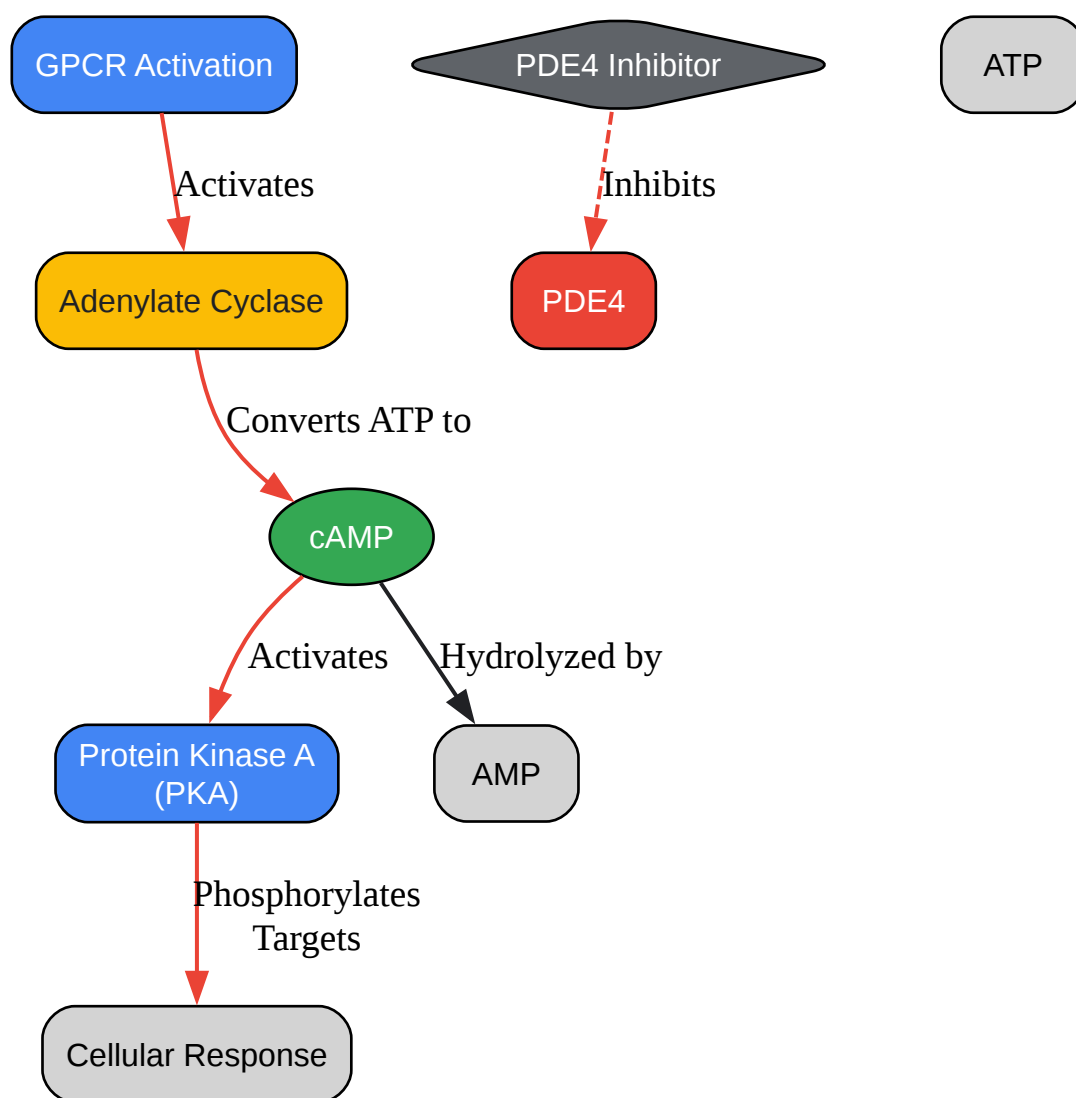 GPCR Activation
PDE4 Inhibitor
ATP
Activates
Inhibits
Adenylate Cyclase
PDE4
Converts ATP to
cAMP
Activates
Hydrolyzed by
Protein Kinase A
(PKA)
AMP
Phosphorylates
Targets
Cellular Response